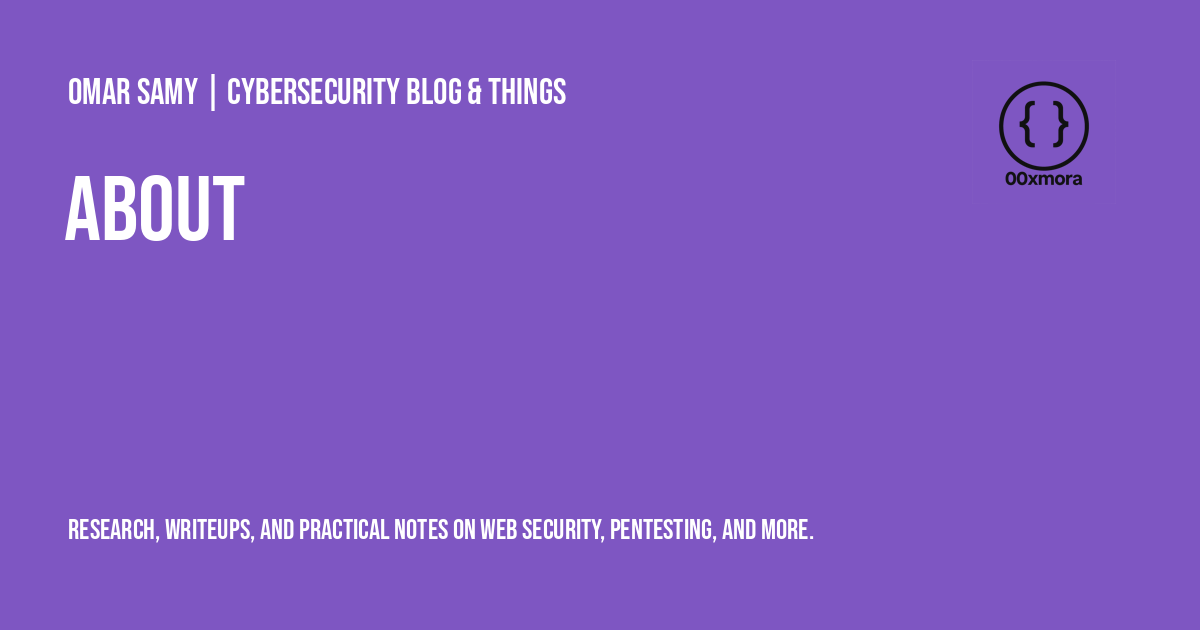 OMAR SAMY | CYBERSECURITY BLOG & THINGS
{ }
00xmora
ABOUT
RESEARCH, WRITEUPS, AND PRACTICAL NOTES ON WEB SECURITY, PENTESTING, AND MORE.